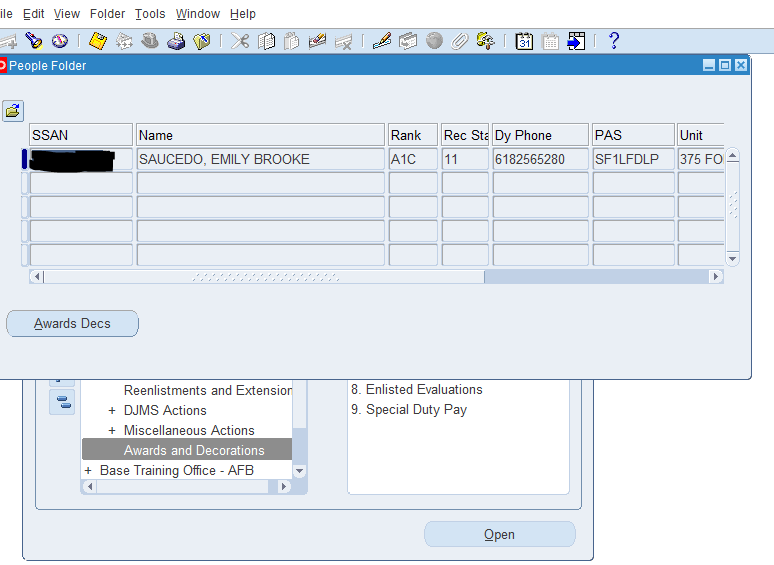 ile Edit View Folder Tools Window Help
31
?
People Folder
SSAN Name Rank Rec Sta Dy Phone PAS Unit
SAUCEDO, EMILY BROOKE A1C 11 6182565280 SF1LFDLP 375 FO
Awards Decs
Reenlistments and Extension
8. Enlisted Evaluations
+ DJMS Actions
9. Special Duty Pay
+ Miscellaneous Actions
Awards and Decorations
+ Base Training Office - AFB
Open